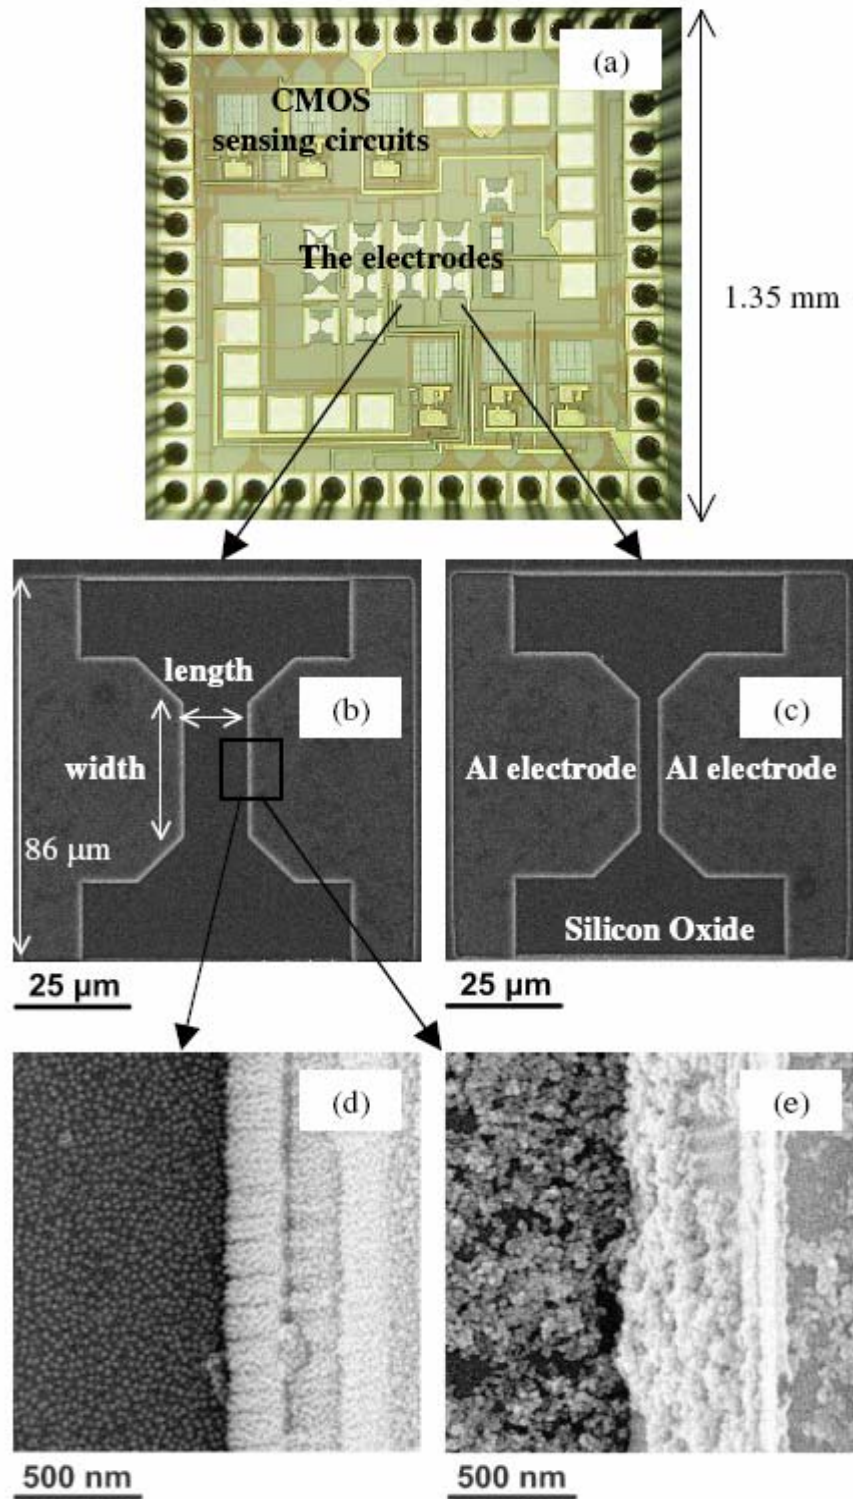 (a)
CMOS
sensing circuits
The electrodes
1.35 mm
length
(b)
width
86 μm
25 μm
(c)
Al electrode Al electrode
Silicon Oxide
25 μm
(d)
500 nm
(e)
500 nm